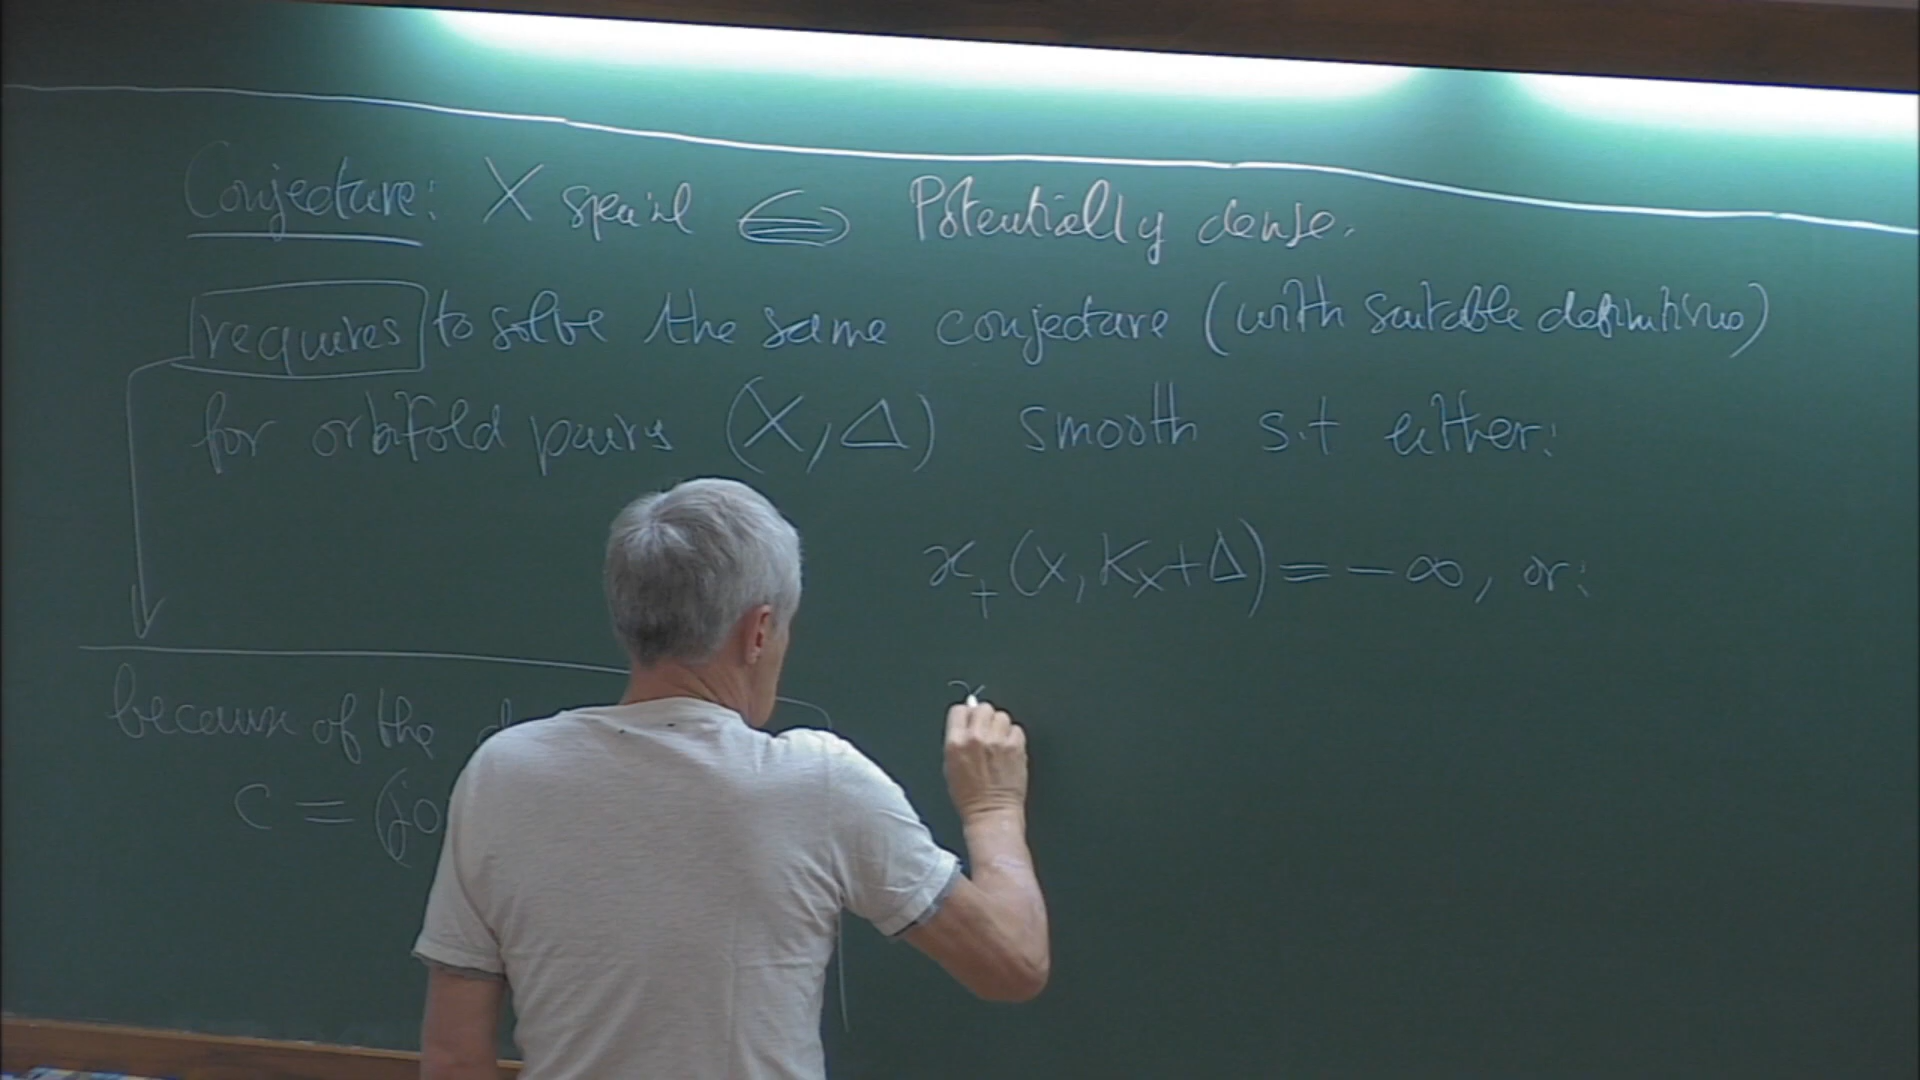 Conjecture: X special ⟺ Potentially dense.
requires to solve the same conjecture (with suitable definitions)
for orbifold pairs (X, Δ) smooth s.t either:
κ₊(X, K_X+Δ) = -∞, or:
because of the
c = (j